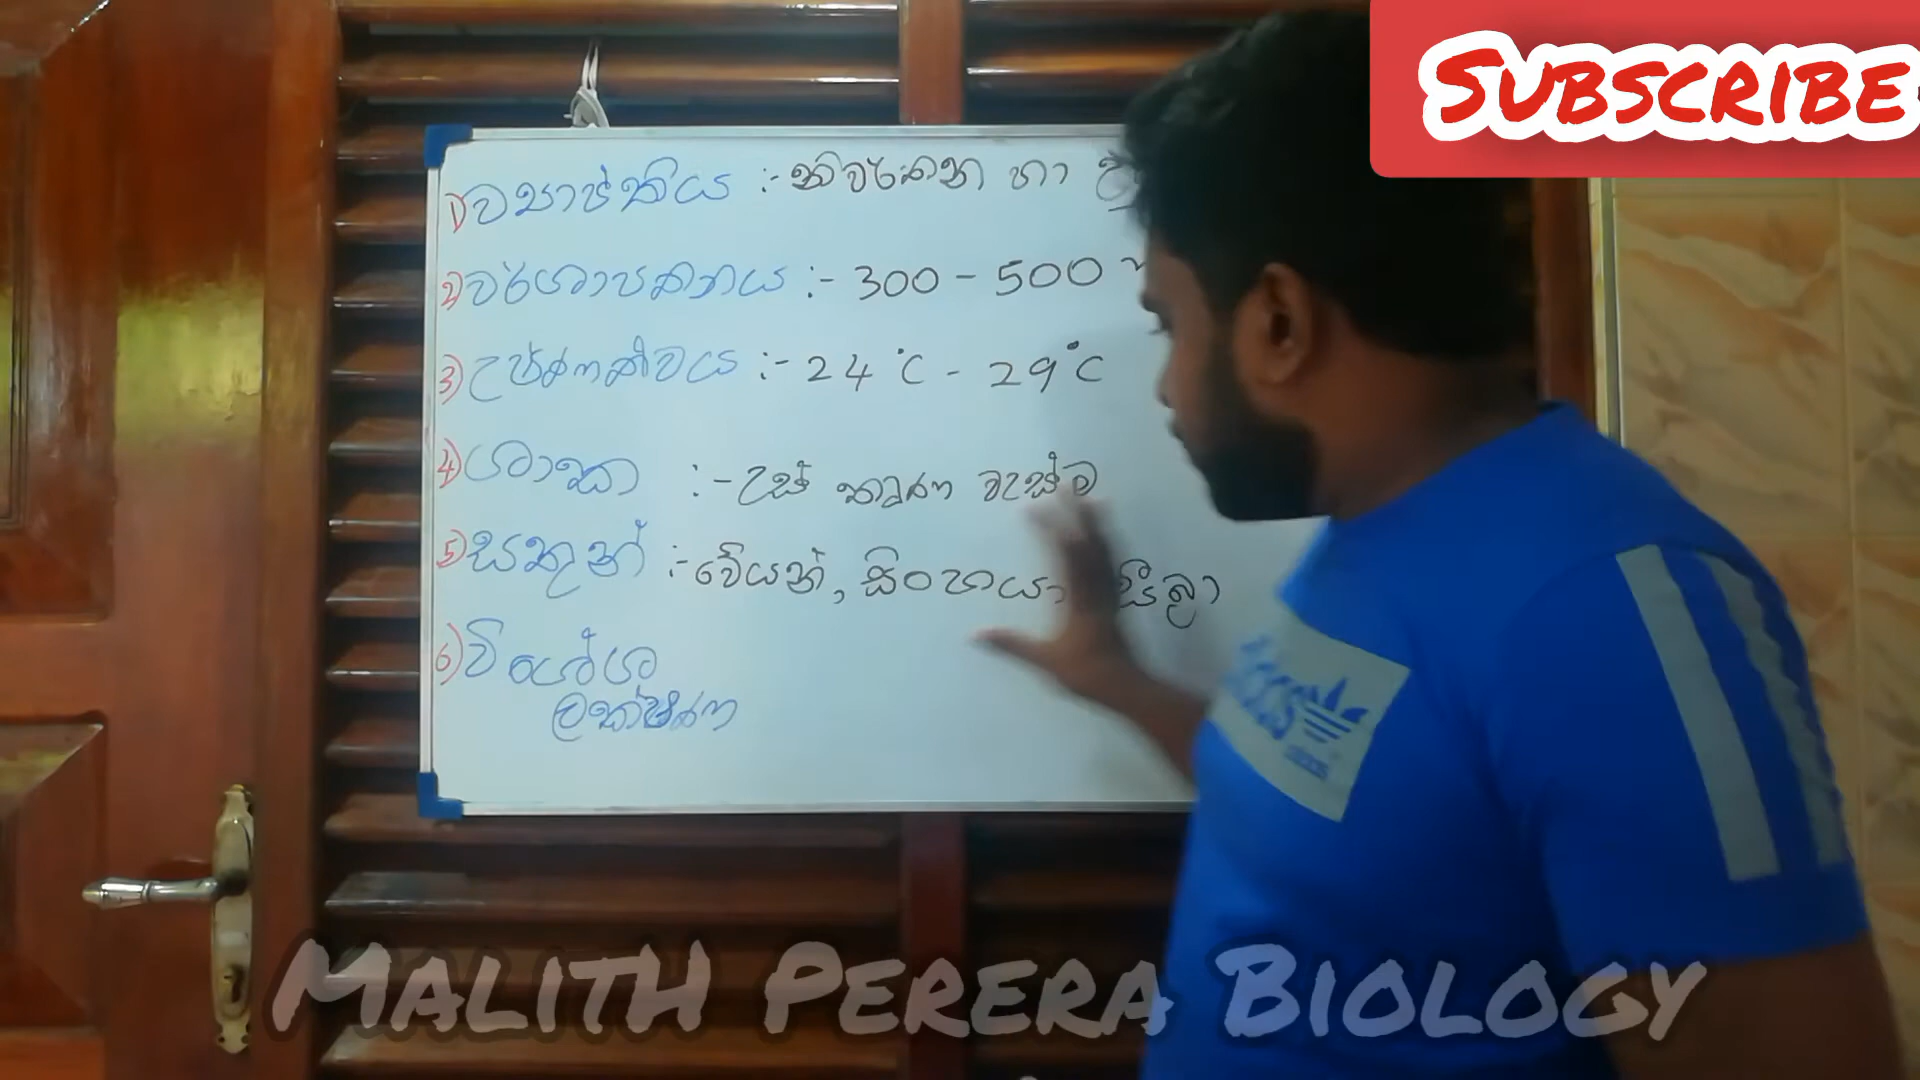 SUBSCRIBE
1) ව්‍යාප්තිය :- නිවර්තන හා
2) වර්ශාපතනය :- 300 - 500
3) උෂ්ණත්වය :- 24°C - 29°C
4) ශාක :- උස් තෘණ වැස්ම
5) සතුන් :- වේයන්, සිංහයා
6) විශේශ
ලක්ෂණ
MALITH PERERA BIOLOGY